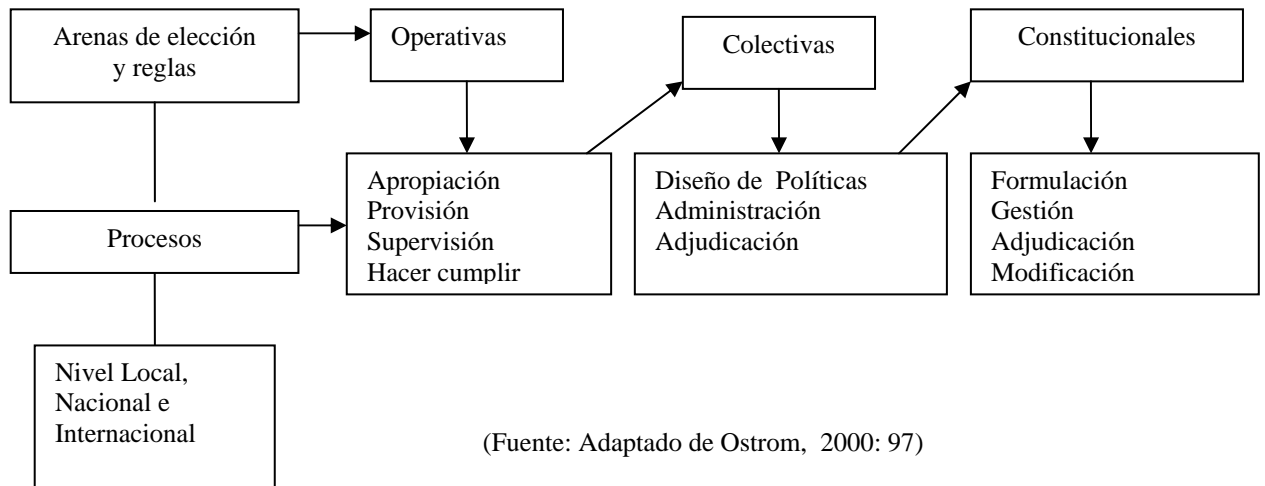 Arenas de elección
y reglas
Operativas
Colectivas
Constitucionales
Procesos
Apropiación
Provisión
Supervisión
Hacer cumplir
Diseño de Políticas
Administración
Adjudicación
Formulación
Gestión
Adjudicación
Modificación
Nivel Local,
Nacional e
Internacional
(Fuente: Adaptado de Ostrom, 2000: 97)